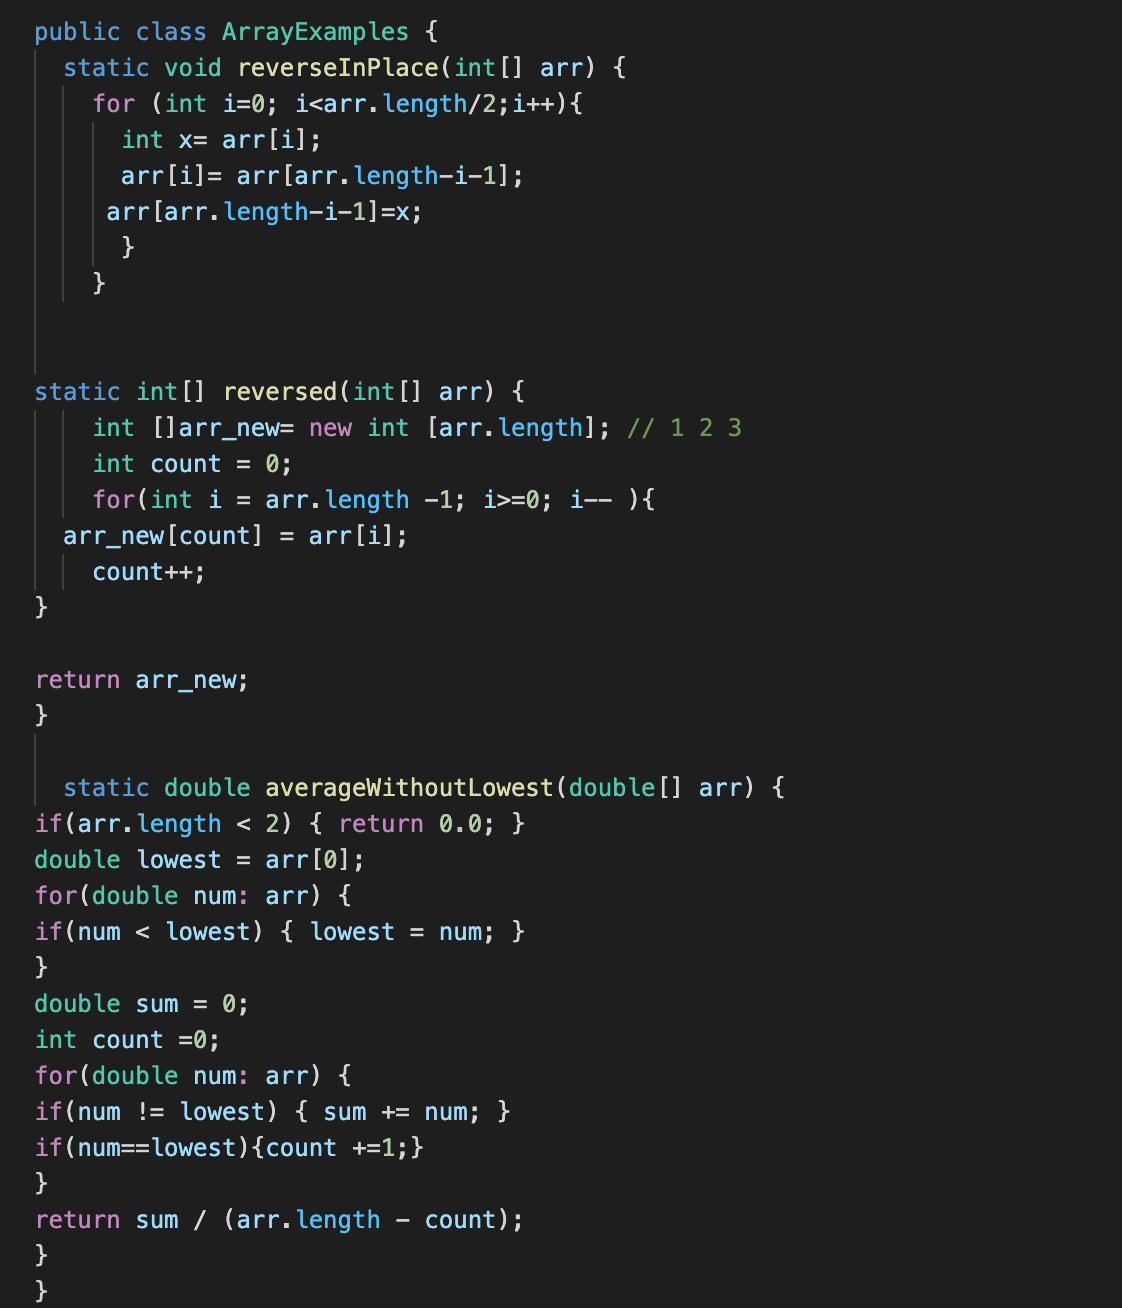 public class ArrayExamples {
  static void reverseInPlace(int[] arr) {
    for (int i=0; i<arr.length/2;i++){
      int x= arr[i];
      arr[i]= arr[arr.length-i-1];
     arr[arr.length-i-1]=x;
      }
    }
static int[] reversed(int[] arr) {
    int []arr_new= new int [arr.length]; // 1 2 3
    int count = 0;
    for(int i = arr.length -1; i>=0; i-- ){
  arr_new[count] = arr[i];
    count++;
}
return arr_new;
}
  static double averageWithoutLowest(double[] arr) {
if(arr.length < 2) { return 0.0; }
double lowest = arr[0];
for(double num: arr) {
if(num < lowest) { lowest = num; }
}
double sum = 0;
int count =0;
for(double num: arr) {
if(num != lowest) { sum += num; }
if(num==lowest){count +=1;}
}
return sum / (arr.length - count);
}
}